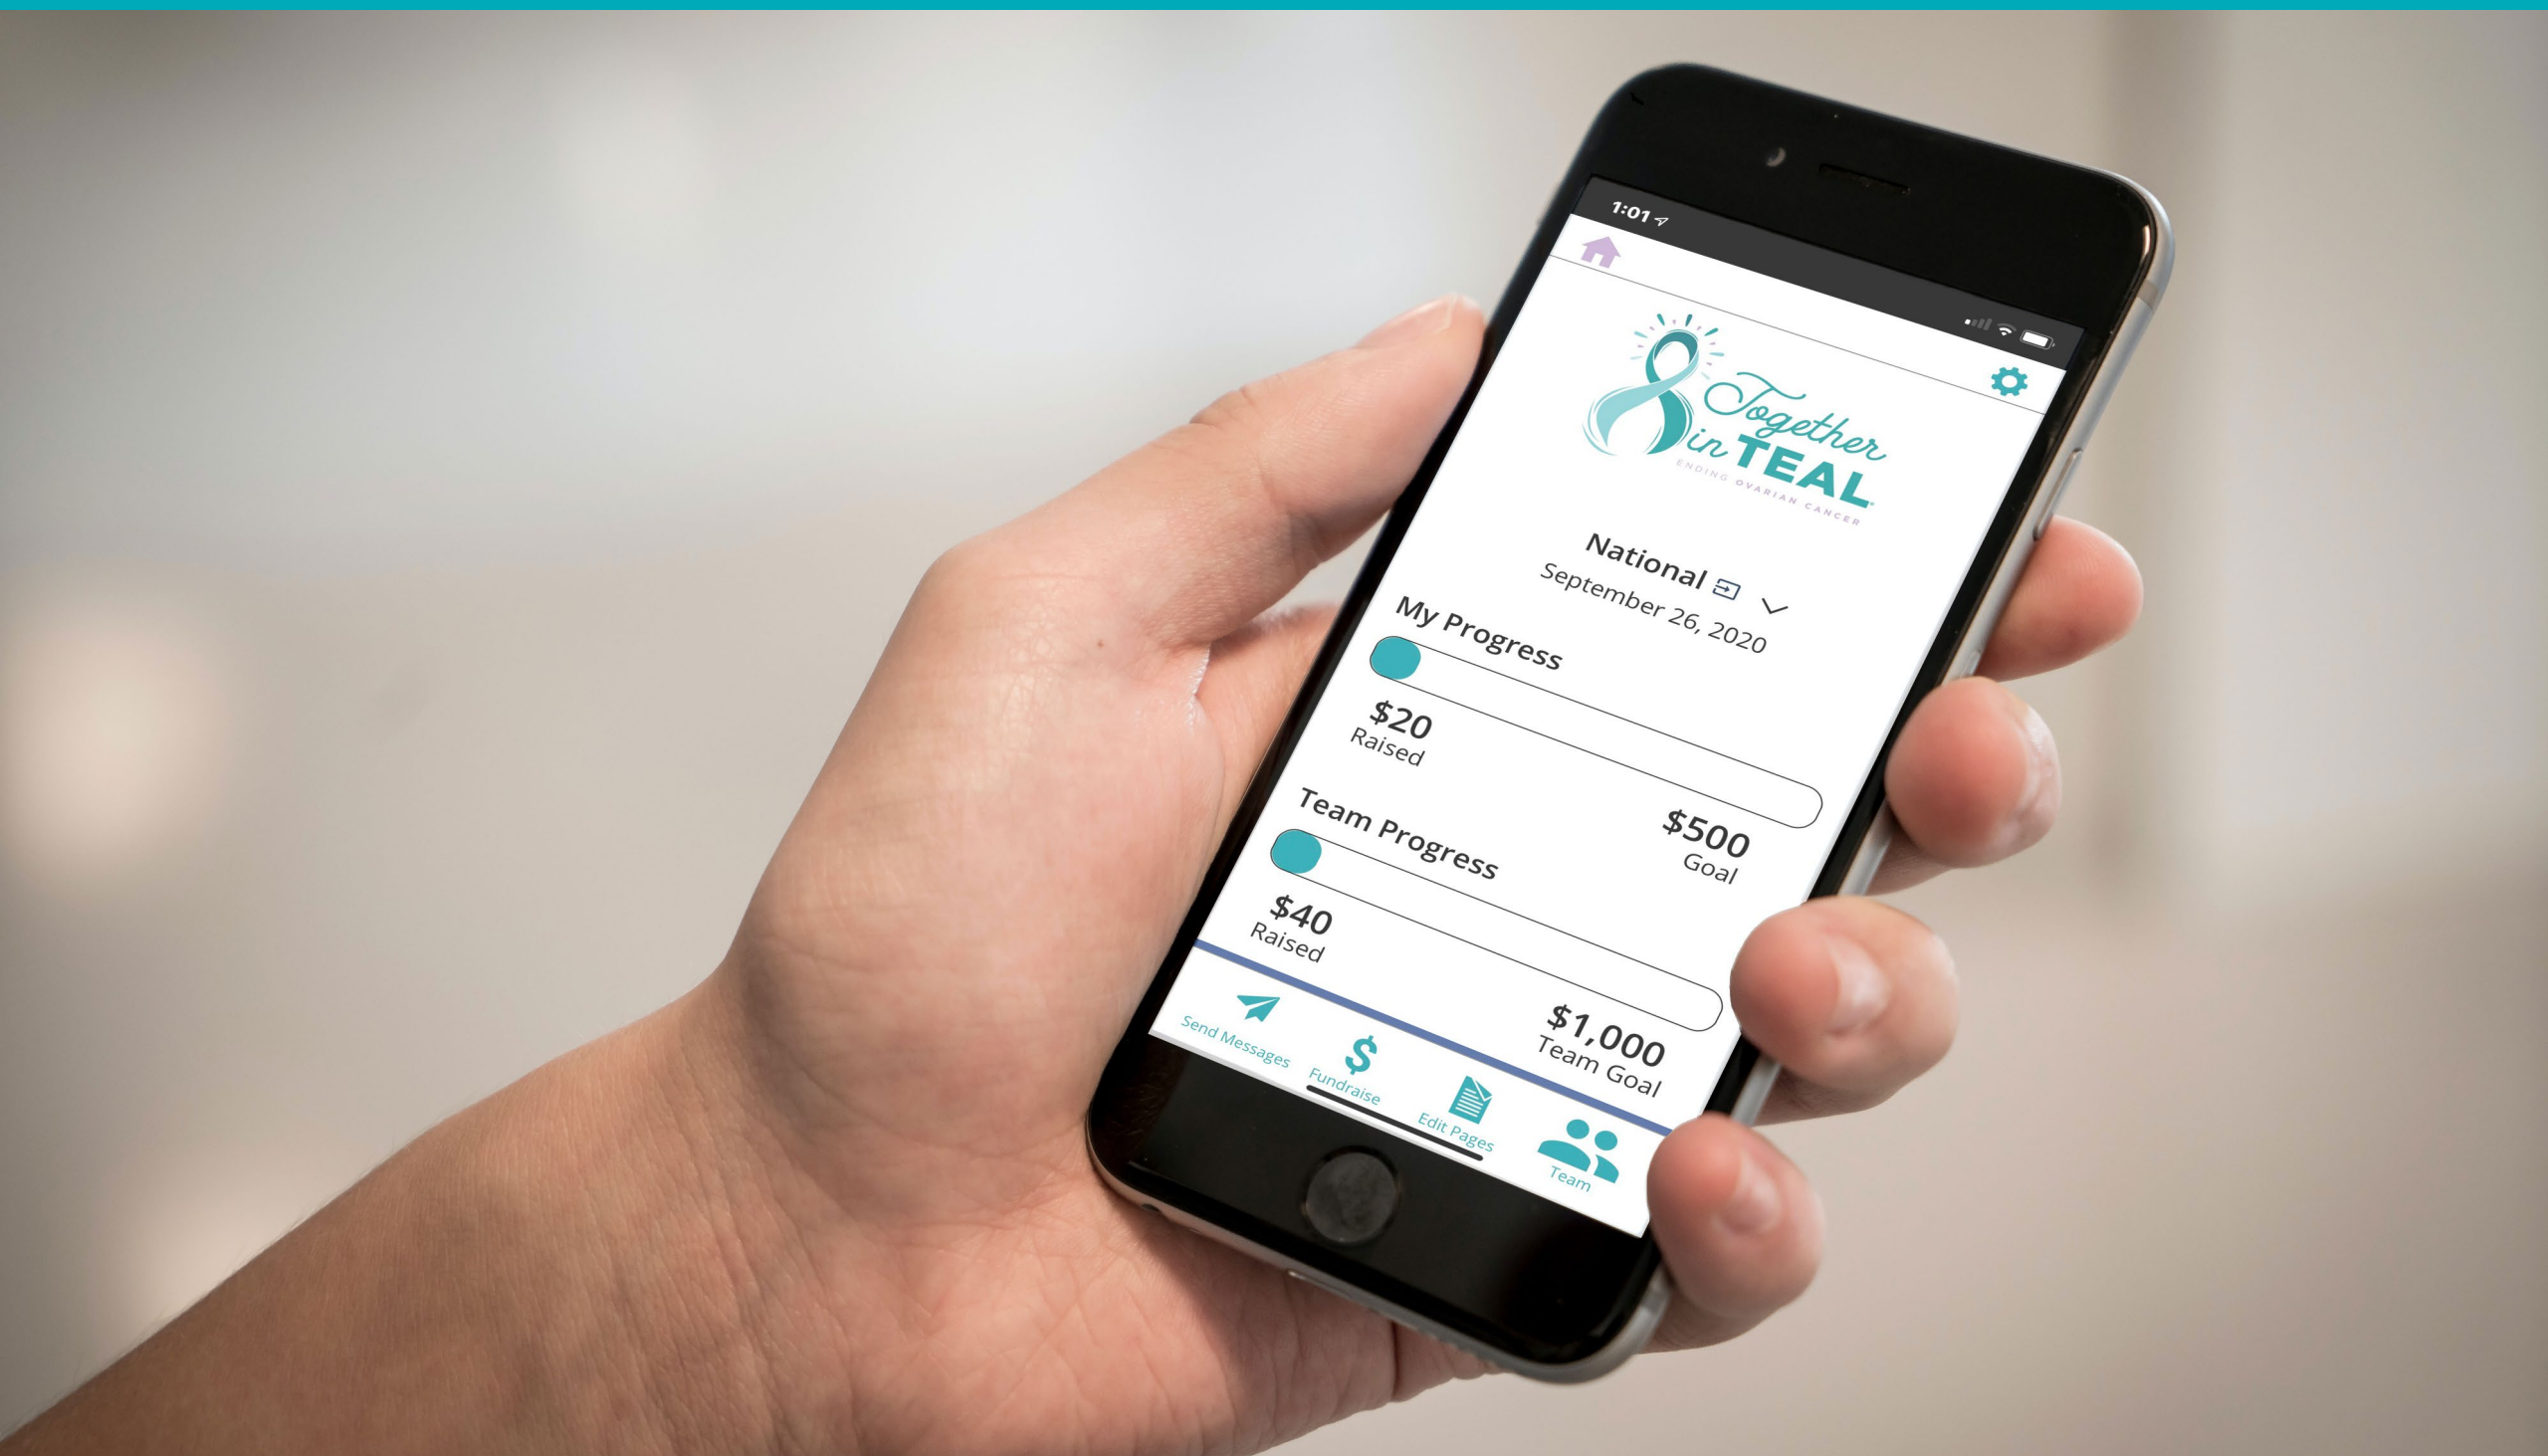 1:01
Together
in TEAL
ENDING OVARIAN CANCER
National
September 26, 2020
My Progress
$20
Raised
$500
Goal
Team Progress
$40
Raised
$1,000
Team Goal
Send Messages
Fundraise
Edit Pages
Team